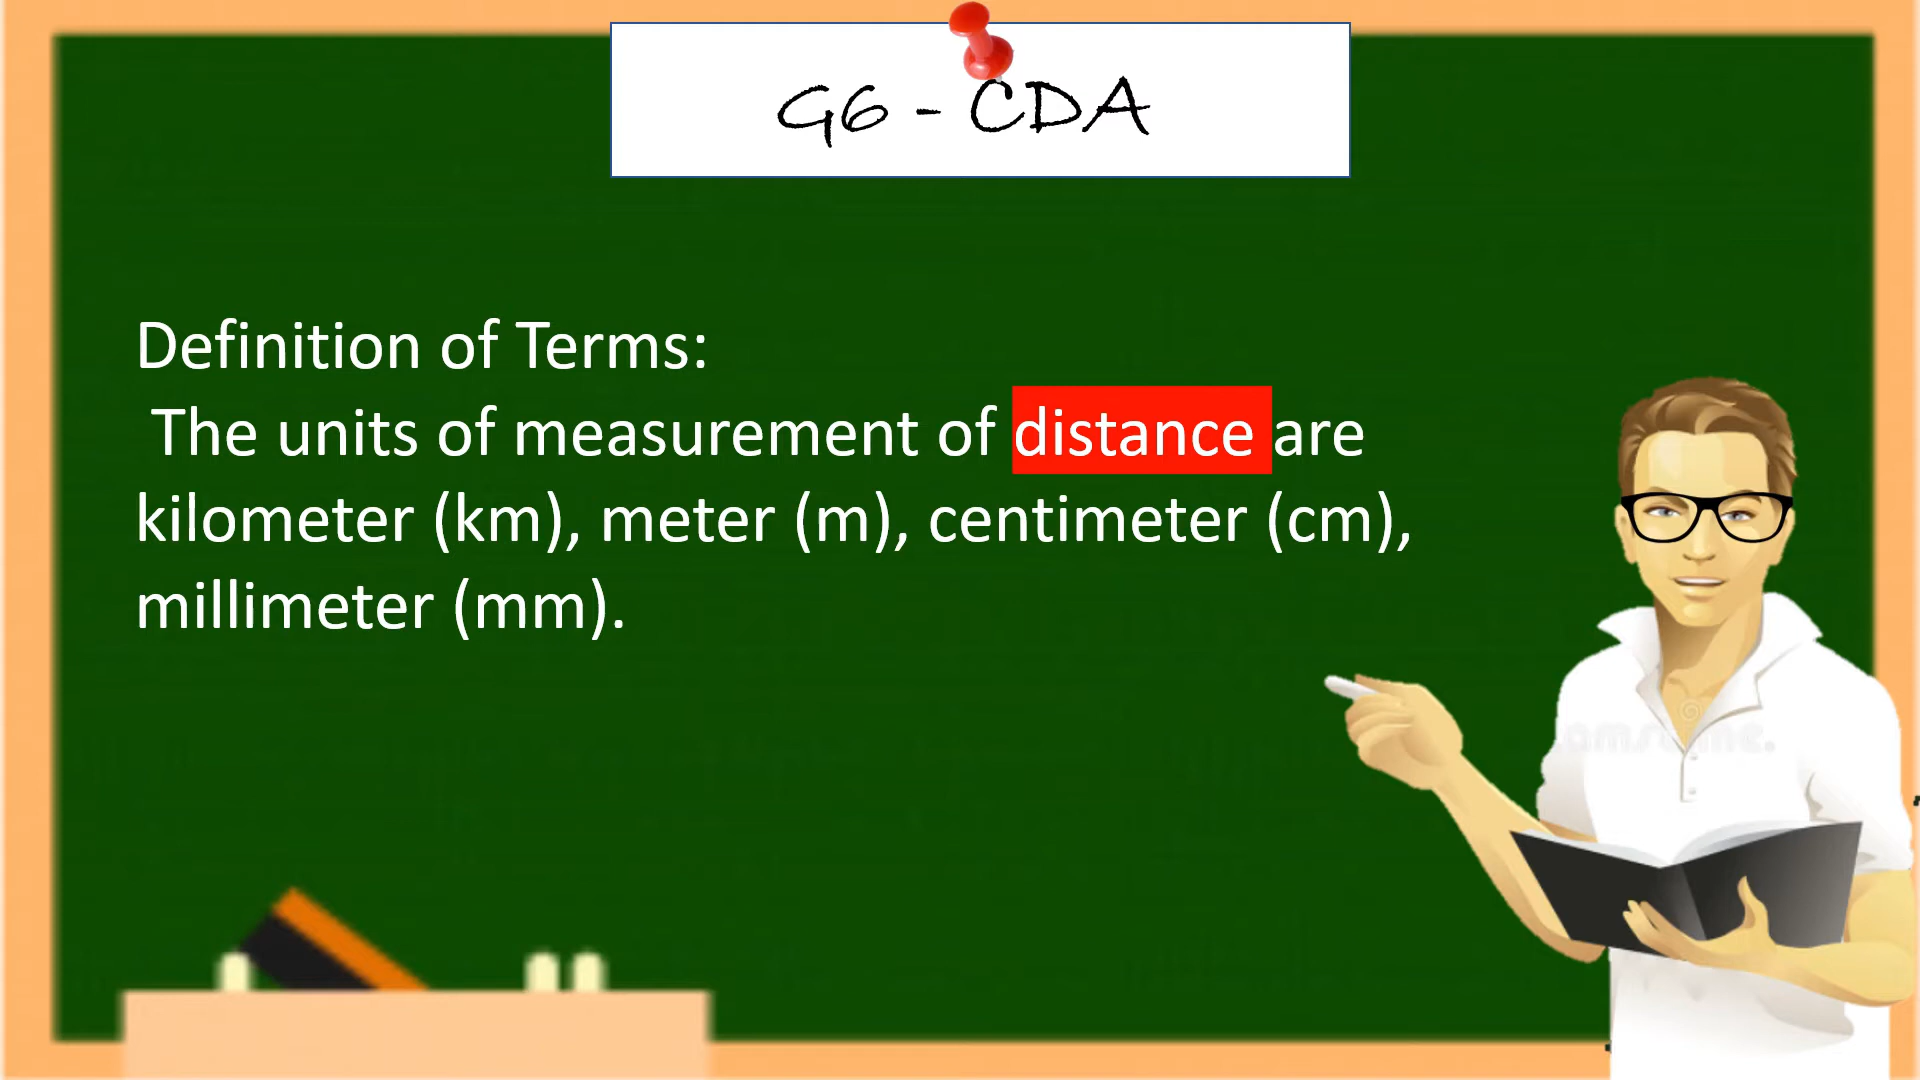 G6 - CDA
Definition of Terms:
The units of measurement of distance are
kilometer (km), meter (m), centimeter (cm),
millimeter (mm).